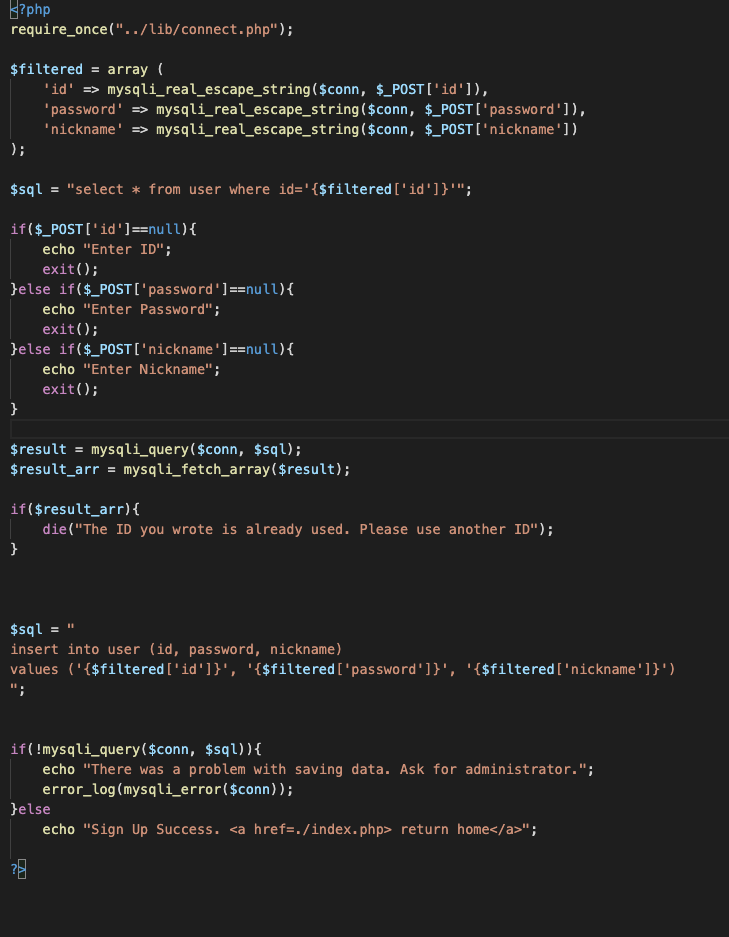 <?php
require_once("../lib/connect.php");
$filtered = array (
'id' => mysqli_real_escape_string($conn, $_POST['id']),
'password' => mysqli_real_escape_string($conn, $_POST['password']),
'nickname' => mysqli_real_escape_string($conn, $_POST['nickname'])
);
$sql = "select * from user where id='{$filtered['id']}'";
if($_POST['id']==null){
echo "Enter ID";
exit();
}else if($_POST['password']==null){
echo "Enter Password";
exit();
}else if($_POST['nickname']==null){
echo "Enter Nickname";
exit();
}
$result = mysqli_query($conn, $sql);
$result_arr = mysqli_fetch_array($result);
if($result_arr){
die("The ID you wrote is already used. Please use another ID");
}
$sql = "
insert into user (id, password, nickname)
values ('{$filtered['id']}', '{$filtered['password']}', '{$filtered['nickname']}')
";
if(!mysqli_query($conn, $sql)){
echo "There was a problem with saving data. Ask for administrator.";
error_log(mysqli_error($conn));
}else
echo "Sign Up Success. <a href=./index.php> return home</a>";
?>